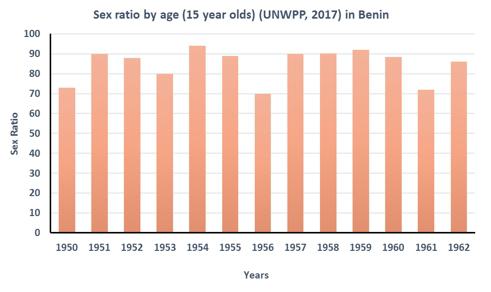 Sex ratio by age (15 year olds) (UNWPP, 2017) in Benin
100
90
80
70
60
50
40
30
20
10
0
Sex Ratio
1950 1951 1952 1953 1954 1955 1956 1957 1958 1959 1960 1961 1962
Years